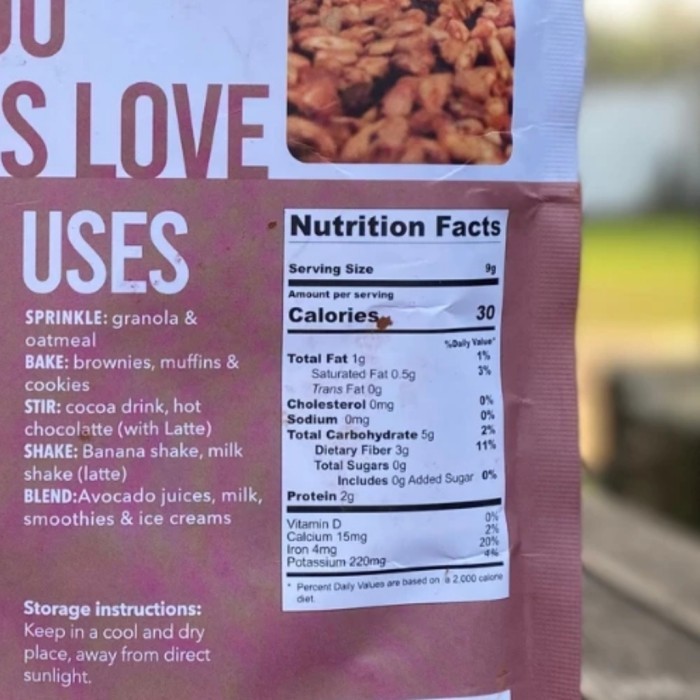 S LOVE
USES
SPRINKLE: granola &
oatmeal
BAKE: brownies, muffins &
cookies
STIR: cocoa drink, hot
chocolatte (with Latte)
SHAKE: Banana shake, milk
shake (latte)
BLEND:Avocado juices, milk,
smoothies & ice creams
Storage instructions:
Keep in a cool and dry
place, away from direct
sunlight.
Nutrition Facts
Serving Size 9g
Amount per serving
Calories 30
%Daily Value*
Total Fat 1g 1%
Saturated Fat 0.5g 3%
Trans Fat 0g
Cholesterol 0mg 0%
Sodium 0mg 0%
Total Carbohydrate 5g 2%
Dietary Fiber 3g 11%
Total Sugars 0g
Includes 0g Added Sugar 0%
Protein 2g
Vitamin D 0%
Calcium 15mg 2%
Iron 4mg 20%
Potassium 220mg 4%
* Percent Daily Values are based on a 2,000 calorie
diet.